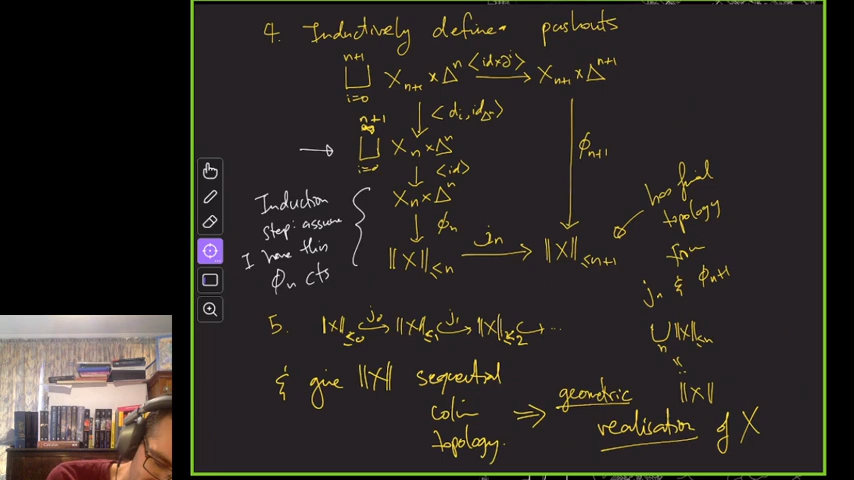 4. Inductively define pushouts
n+1 ⨆ i=0 X_{n+1} × Δ^n ⟨id×∂^i⟩ → X_{n+1} × Δ^{n+1}
↓ ⟨d_i, id_{Δ^n}⟩
→ n+1 ⨆ i=0 X_n × Δ^n
↓ ⟨id⟩
X_n × Δ^n
↓ φ_n
‖X‖_{≤n} j_n → ‖X‖_{≤n+1}
↓ φ_{n+1}
Induction
step: assume
I have this
φ_n cts
has final
topology
from
j_n & φ_{n+1}
5. ‖X‖_{≤0} j_0 ↪ ‖X‖_{≤1} j_1 ↪ ‖X‖_{≤2} ↪ ...
⋃_n ‖X‖_{≤n}
‖X‖
& give ‖X‖ sequential
colim
topology.
⇒ geometric
realisation of X